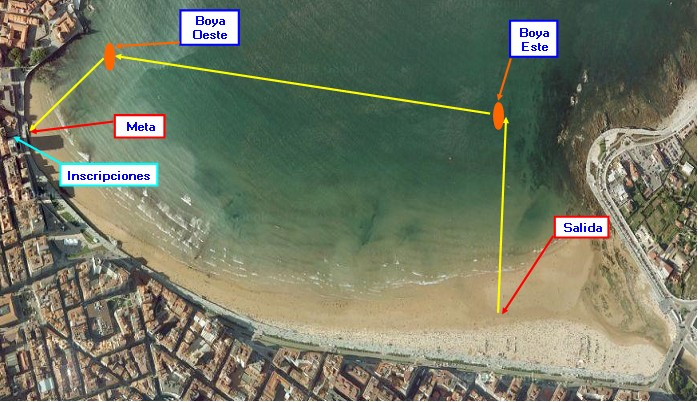 Boya
Oeste
Boya
Este
Meta
Inscripciones
Salida